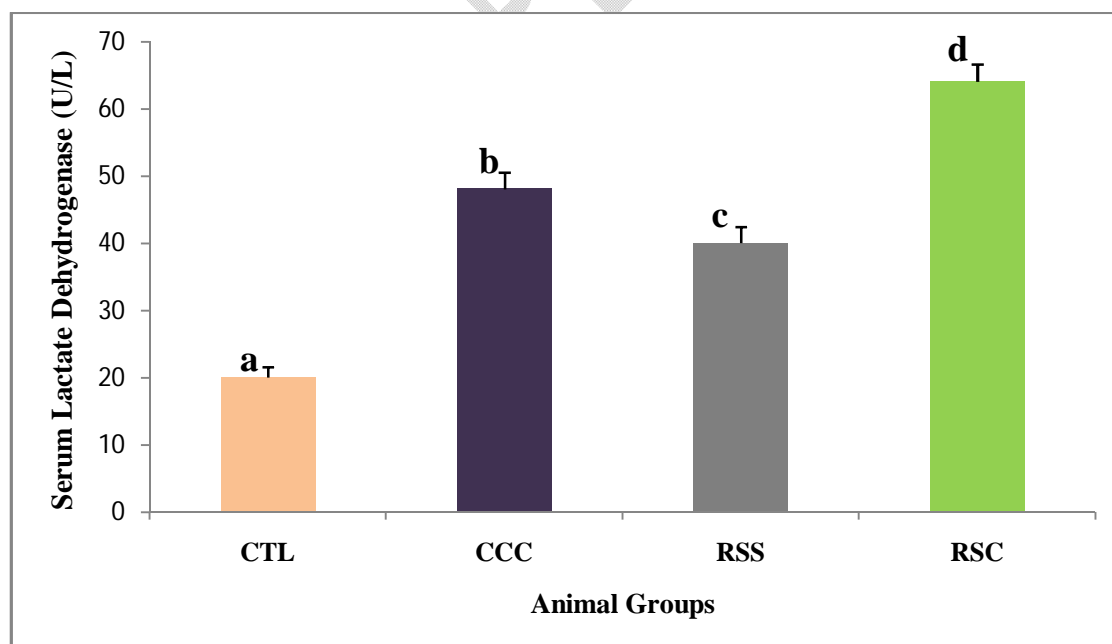 Serum Lactate Dehydrogenase (U/L)
70
60
50
40
30
20
10
0
a
b
c
d
CTL CCC RSS RSC
Animal Groups